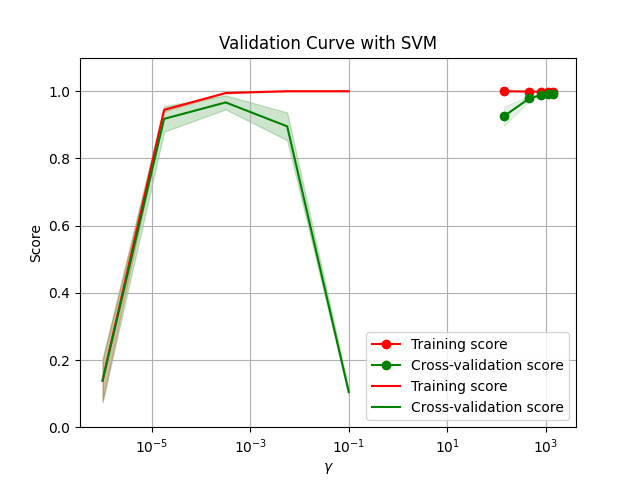 Validation Curve with SVM
Score
1.0
0.8
0.6
0.4
0.2
0.0
10⁻⁵
10⁻³
10⁻¹
10¹
10³
γ
Training score
Cross-validation score
Training score
Cross-validation score